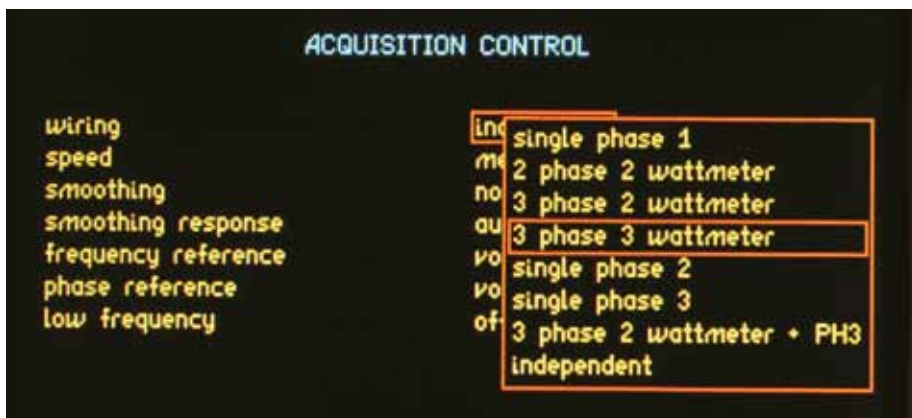 ACQUISITION CONTROL
wiring
speed
smoothing
smoothing response
frequency reference
phase reference
low frequency
single phase 1
2 phase 2 wattmeter
3 phase 2 wattmeter
3 phase 3 wattmeter
single phase 2
single phase 3
3 phase 2 wattmeter + PH3
independent